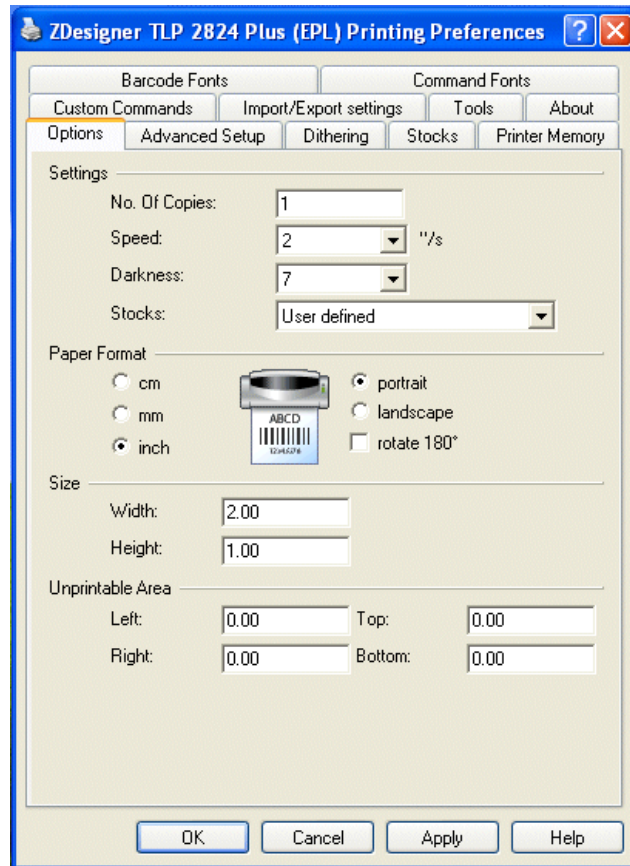 ZDesigner TLP 2824 Plus (EPL) Printing Preferences
Barcode Fonts Command Fonts
Custom Commands Import/Export settings Tools About
Options Advanced Setup Dithering Stocks Printer Memory
Settings
No. Of Copies: 1
Speed: 2 "/s
Darkness: 7
Stocks: User defined
Paper Format
cm portrait
mm landscape
inch rotate 180°
ABCD
Size
Width: 2.00
Height: 1.00
Unprintable Area
Left: 0.00 Top: 0.00
Right: 0.00 Bottom: 0.00
OK Cancel Apply Help